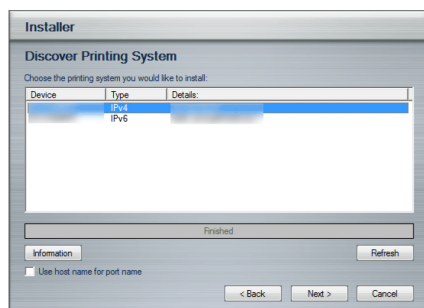 Installer
Discover Printing System
Choose the printing system you would like to install:
Device Type Details:
IPv4
IPv6
Finished
Information Refresh
Use host name for port name
< Back Next > Cancel